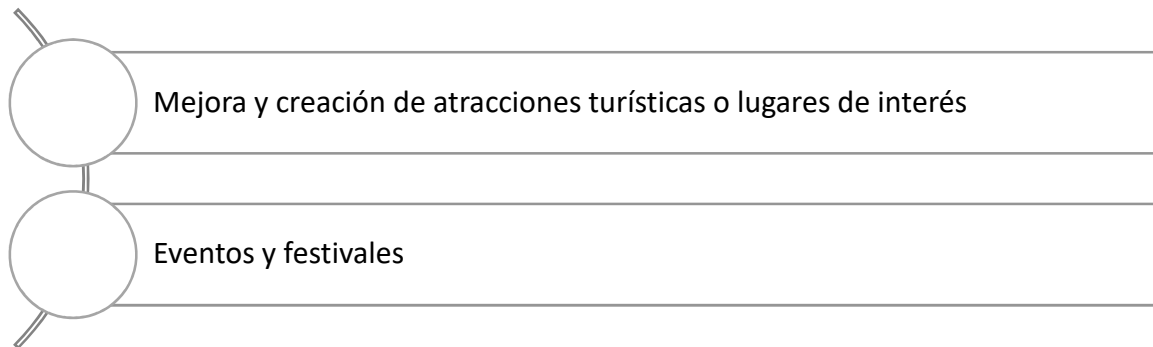 Mejora y creación de atracciones turísticas o lugares de interés
Eventos y festivales